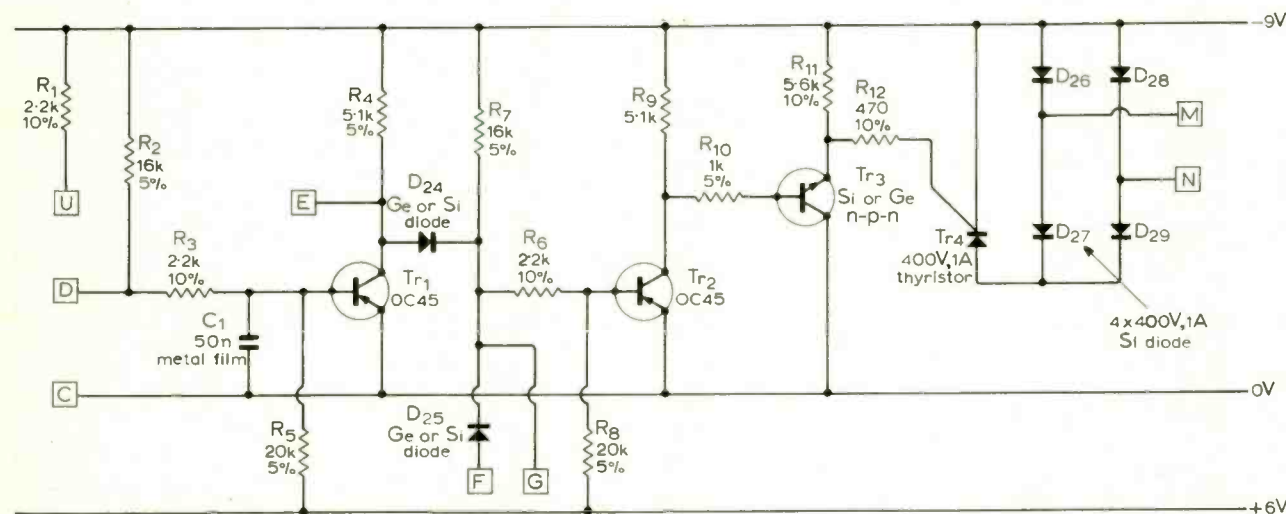 -9V
R1
2·2k
10%
R2
16k
5%
U
R4
5·1k
5%
R7
16k
5%
E
D24
Ge or Si
diode
R9
5·1k
R10
1k
5%
R11
5·6k
10%
R12
470
10%
Tr3
Si or Ge
n-p-n
D26
D28
M
N
D
R3
2·2k
10%
Tr1
OC45
R6
2·2k
10%
Tr2
OC45
Tr4
400V,1A
thyristor
D27
D29
4x400V,1A
Si diode
C1
50n
metal film
C
0V
R5
20k
5%
D25
Ge or Si
diode
F
G
R8
20k
5%
+6V